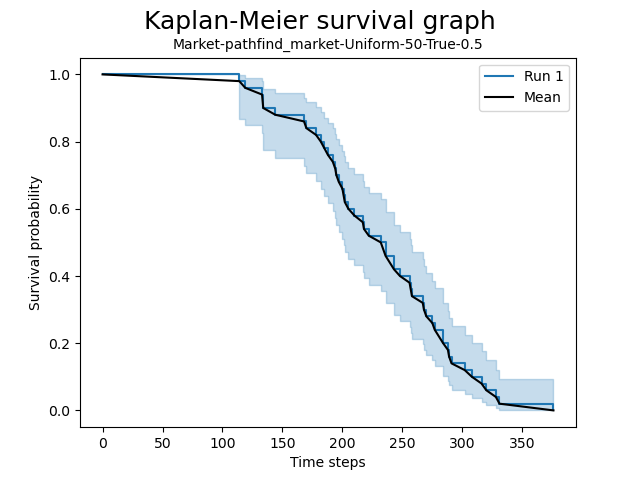 Kaplan-Meier survival graph
Market-pathfind_market-Uniform-50-True-0.5
Run 1
Mean
Survival probability
1.0
0.8
0.6
0.4
0.2
0.0
0 50 100 150 200 250 300 350
Time steps